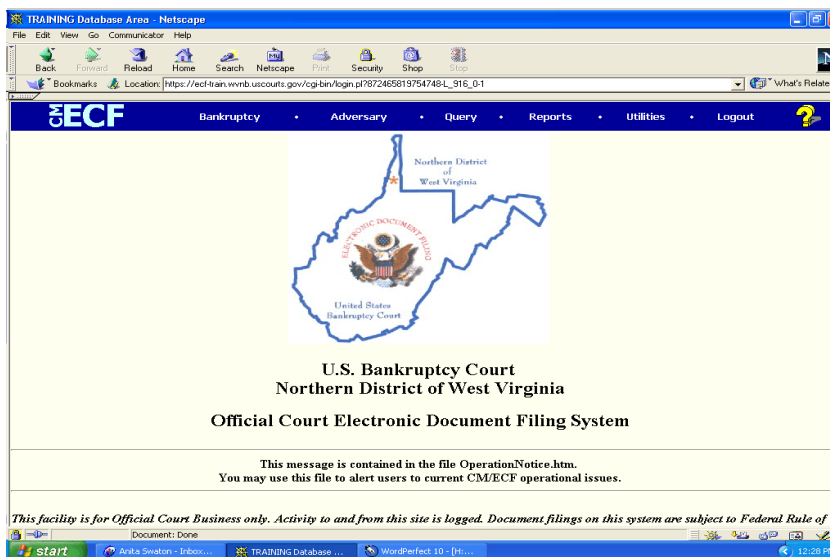 TRAINING Database Area - Netscape
File Edit View Go Communicator Help
Back Forward Reload Home Search Netscape Print Security Shop Stop
Bookmarks Location: https://ecf-train.wvnb.uscourts.gov/cgi-bin/login.pl?872465819754748-L_916_0-1 What's Relate
CM ECF Bankruptcy • Adversary • Query • Reports • Utilities • Logout ?
Northern District
of
West Virginia
ELECTRONIC DOCUMENT FILING
United States
Bankruptcy Court
U.S. Bankruptcy Court
Northern District of West Virginia
Official Court Electronic Document Filing System
This message is contained in the file OperationNotice.htm.
You may use this file to alert users to current CM/ECF operational issues.
This facility is for Official Court Business only. Activity to and from this site is logged. Document filings on this system are subject to Federal Rule of
Document: Done
start Anita Swaton - Inbox... TRAINING Database ... WordPerfect 10 - [H:... 12:28 P